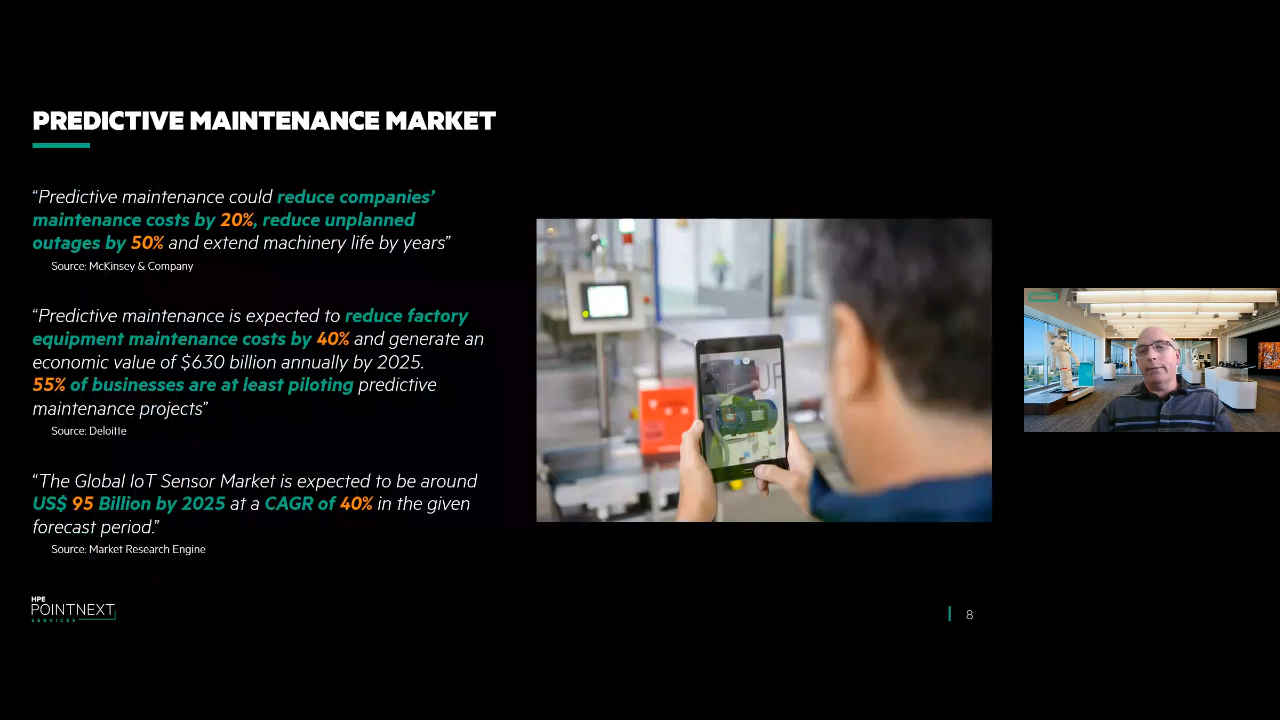 PREDICTIVE MAINTENANCE MARKET
“Predictive maintenance could reduce companies’
maintenance costs by 20%, reduce unplanned
outages by 50% and extend machinery life by years”
Source: McKinsey & Company
“Predictive maintenance is expected to reduce factory
equipment maintenance costs by 40% and generate an
economic value of $630 billion annually by 2025.
55% of businesses are at least piloting predictive
maintenance projects”
Source: Deloitte
“The Global IoT Sensor Market is expected to be around
US$ 95 Billion by 2025 at a CAGR of 40% in the given
forecast period.”
Source: Market Research Engine
HPE
POINTNEXT
SERVICES
8